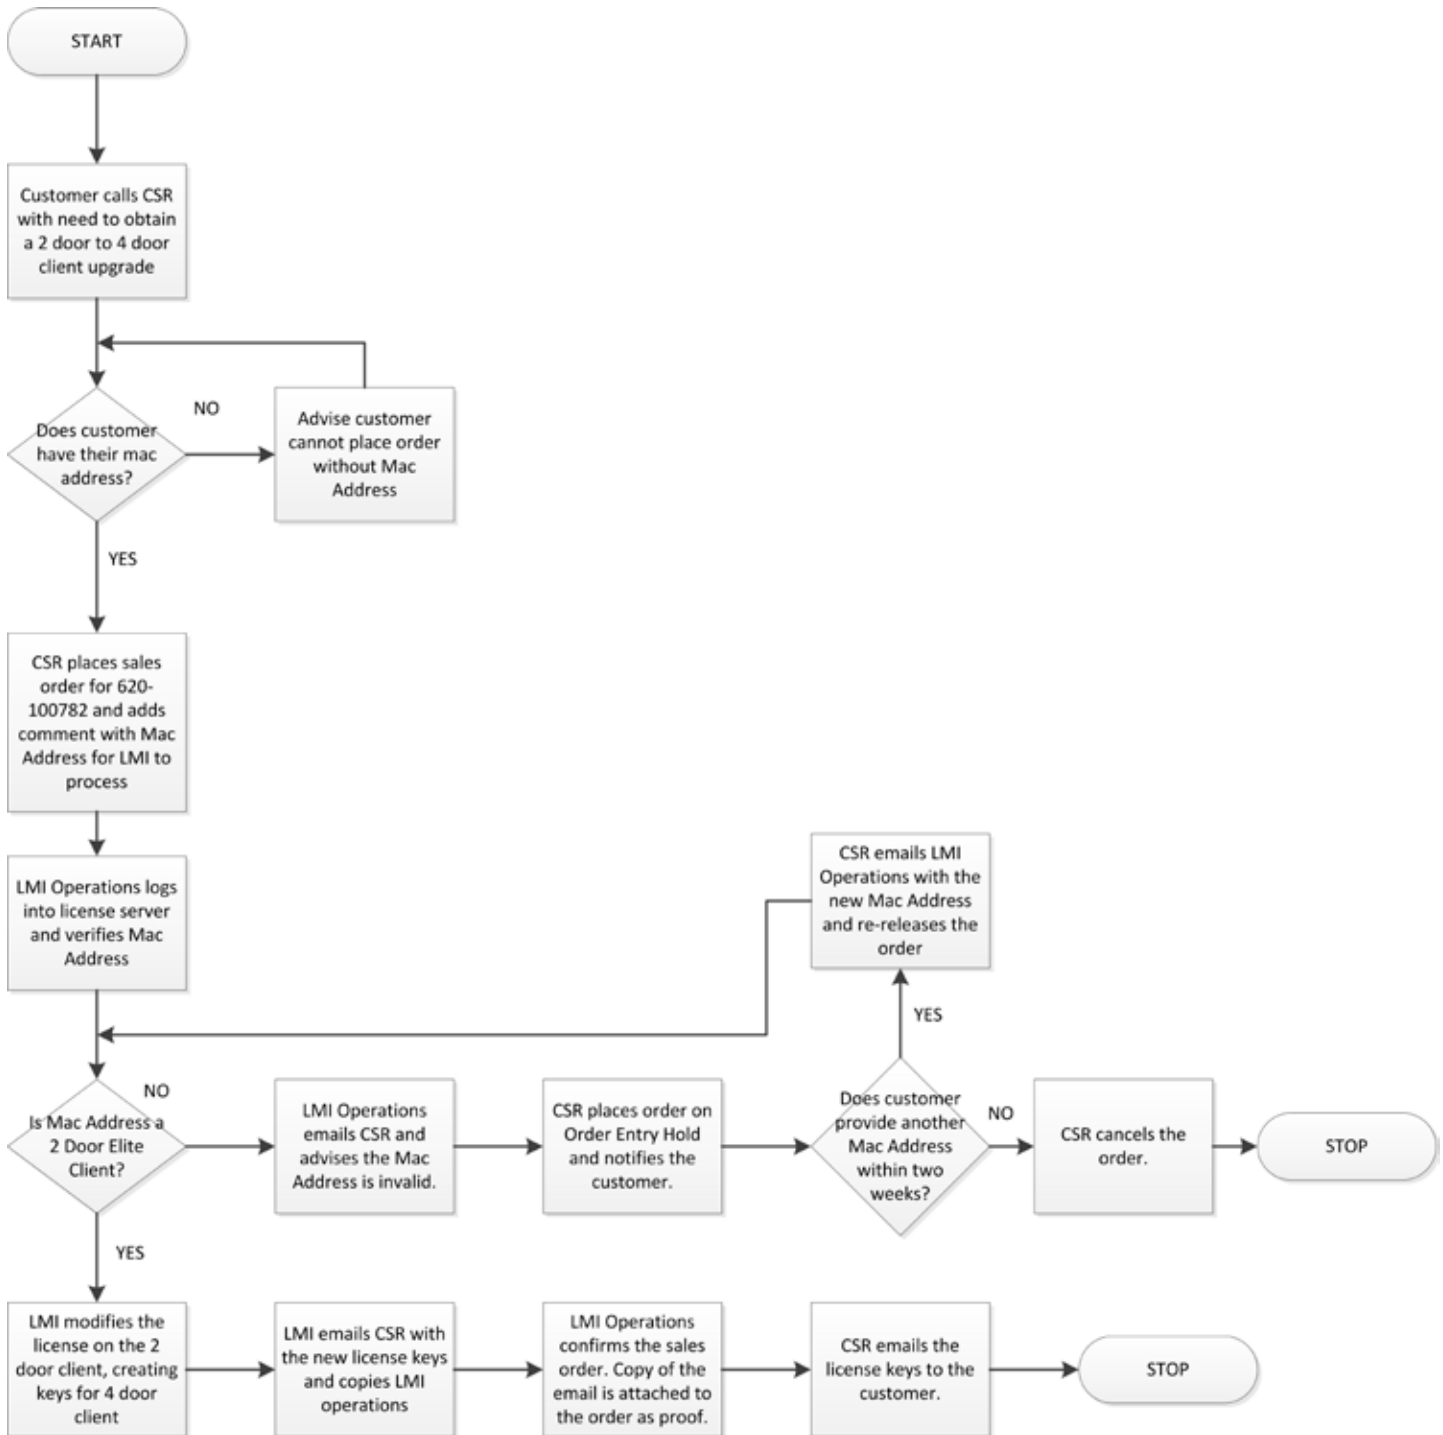 START
Customer calls CSR
with need to obtain
a 2 door to 4 door
client upgrade
Does customer
have their mac
address?
NO
Advise customer
cannot place order
without Mac
Address
YES
CSR places sales
order for 620-
100782 and adds
comment with Mac
Address for LMI to
process
LMI Operations logs
into license server
and verifies Mac
Address
CSR emails LMI
Operations with the
new Mac Address
and re-releases the
order
YES
Is Mac Address a
2 Door Elite
Client?
NO
LMI Operations
emails CSR and
advises the Mac
Address is invalid.
CSR places order on
Order Entry Hold
and notifies the
customer.
Does customer
provide another
Mac Address
within two
weeks?
NO
CSR cancels the
order.
STOP
YES
LMI modifies the
license on the 2
door client, creating
keys for 4 door
client
LMI emails CSR with
the new license keys
and copies LMI
operations
LMI Operations
confirms the sales
order. Copy of the
email is attached to
the order as proof.
CSR emails the
license keys to the
customer.
STOP